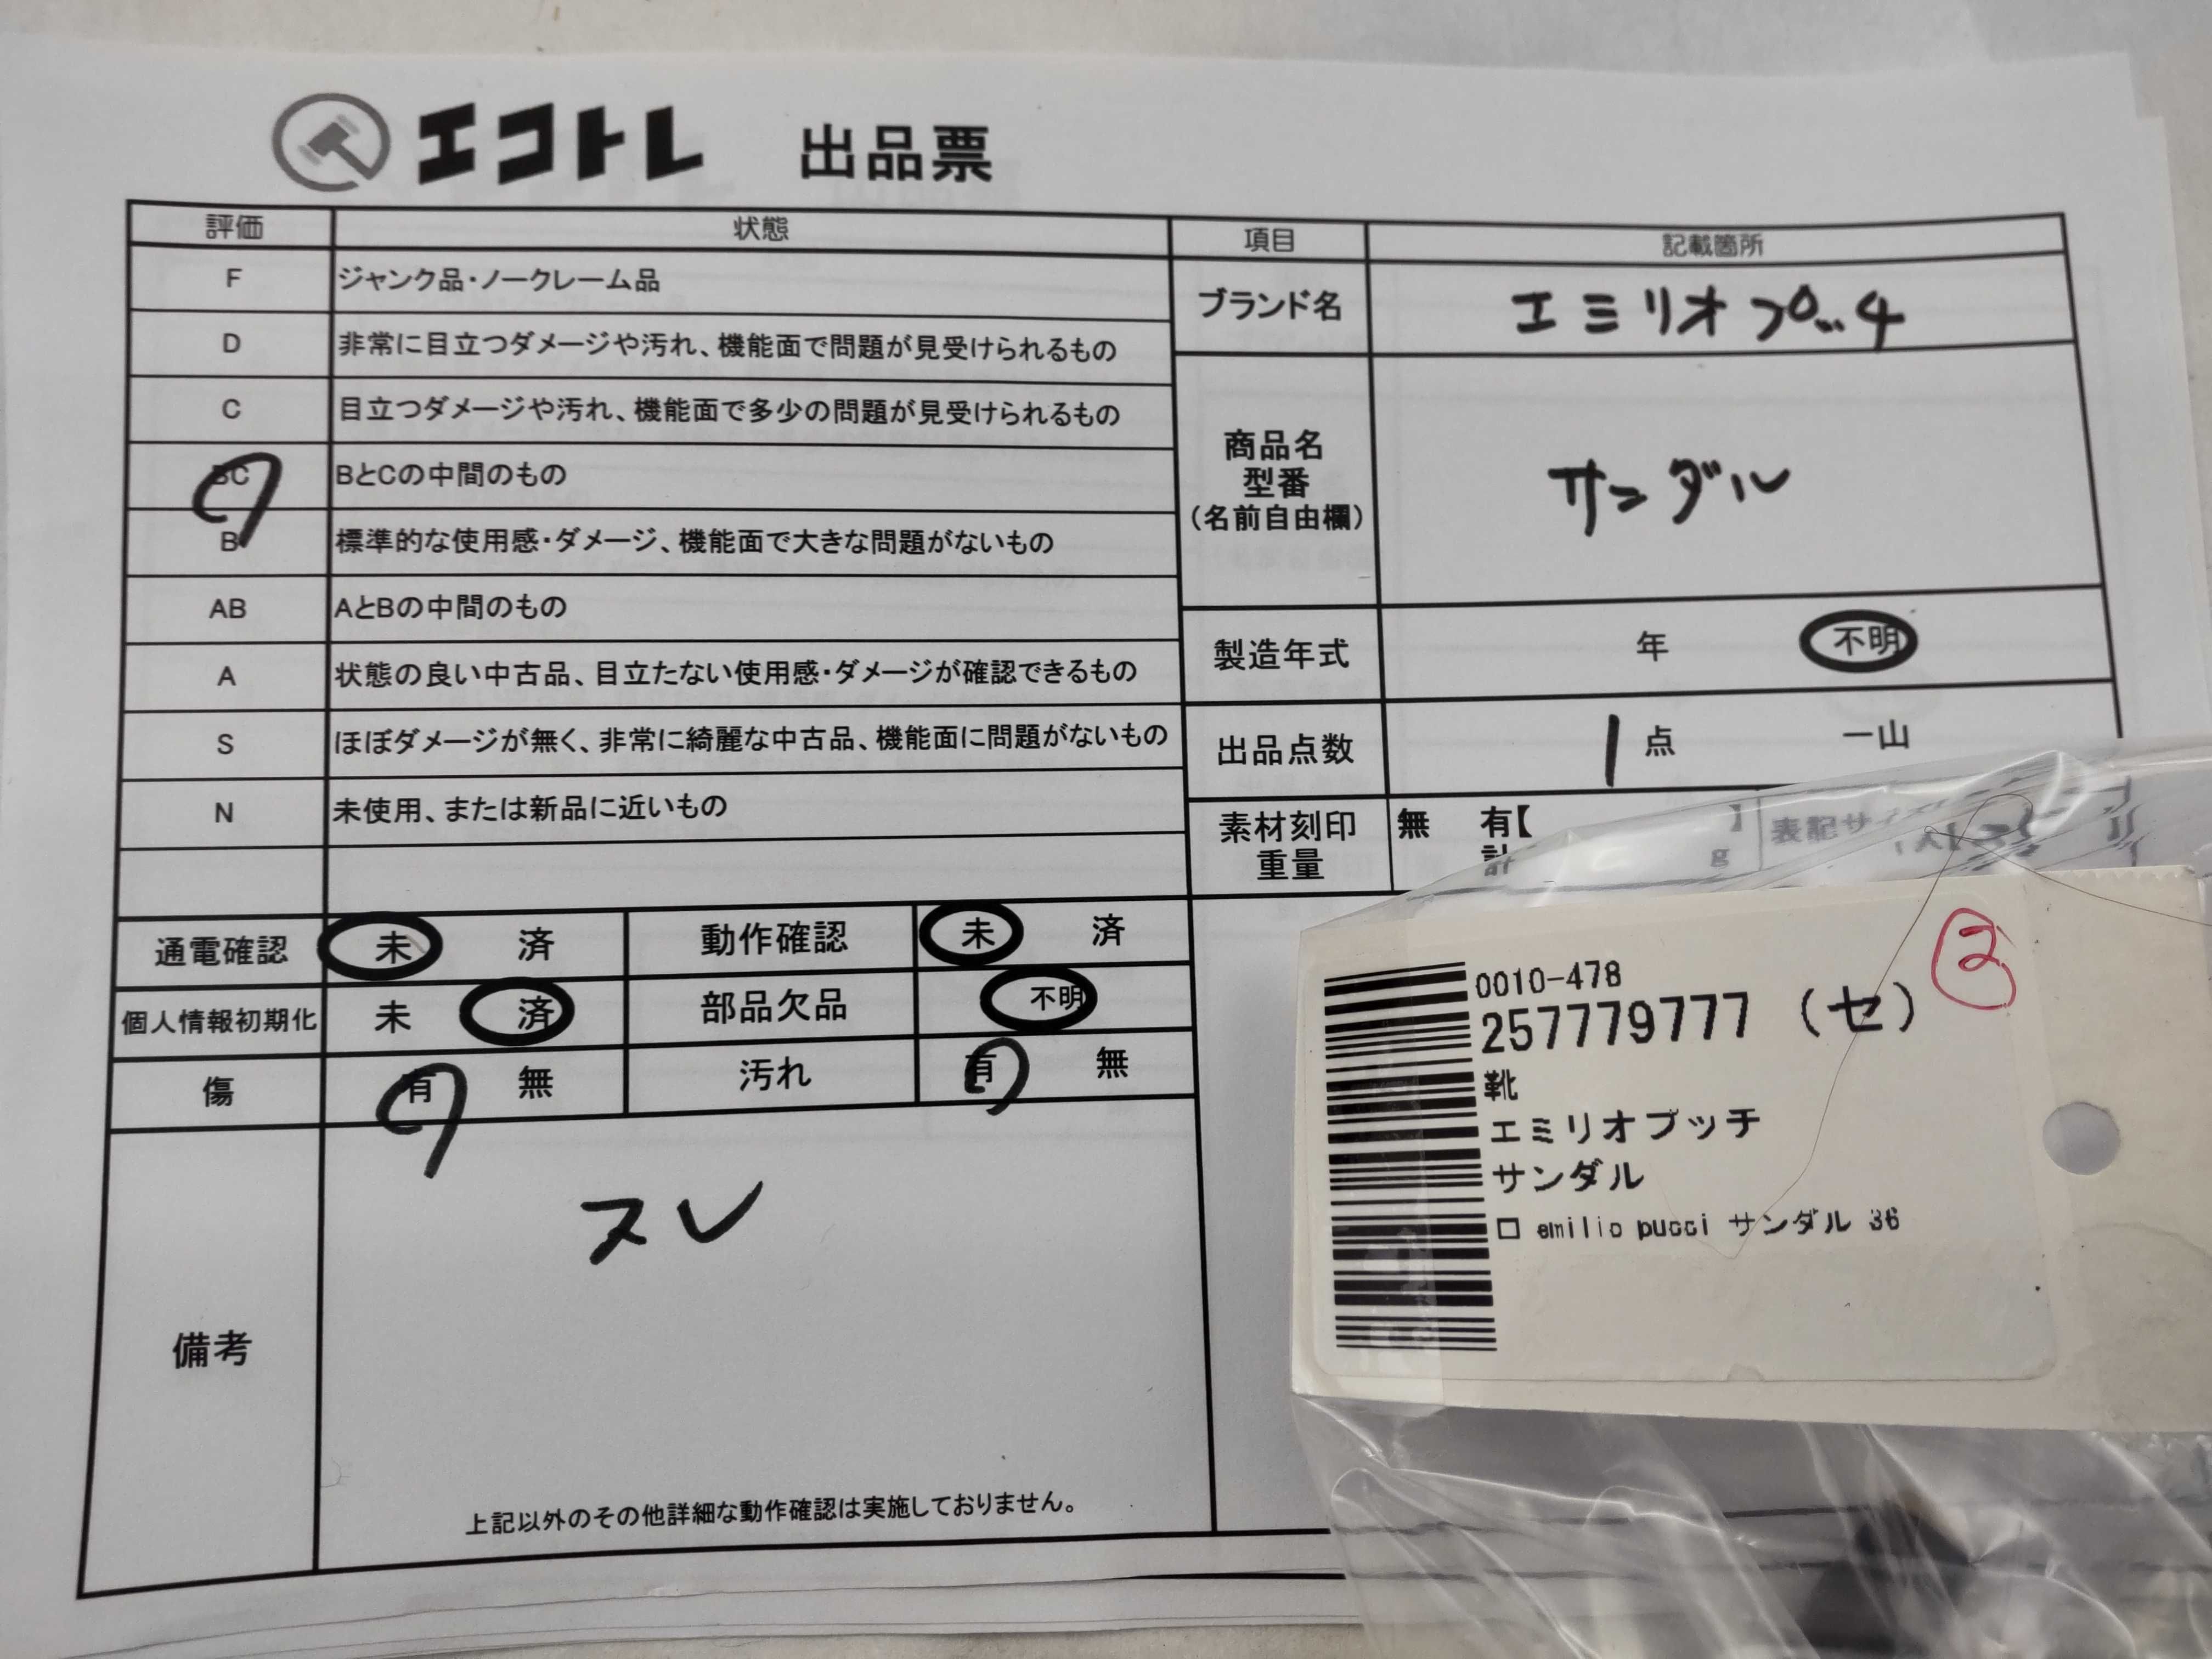 エコトレ 出品票
評価 状態 項目 記載箇所
F ジャンク品・ノークレーム品
D 非常に目立つダメージや汚れ、機能面で問題が見受けられるもの
C 目立つダメージや汚れ、機能面で多少の問題が見受けられるもの
BC BとCの中間のもの
B 標準的な使用感・ダメージ、機能面で大きな問題がないもの
AB AとBの中間のもの
A 状態の良い中古品、目立たない使用感・ダメージが確認できるもの
S ほぼダメージが無く、非常に綺麗な中古品、機能面に問題がないもの
N 未使用、または新品に近いもの
ブランド名 エミリオプッチ
商品名
型番
(名前自由欄)
サンダル
製造年式 年 不明
出品点数 1 点 一山
素材刻印 無 有【 】
重量 計 g
表記サイ
通電確認 未 済 動作確認 未 済
個人情報初期化 未 済 部品欠品 不明
傷 有 無 汚れ 有 無
備考
スレ
上記以外のその他詳細な動作確認は実施しておりません。
②
0010-478
257779777 (セ)
靴
エミリオプッチ
サンダル
□ emilio pucci サンダル 36